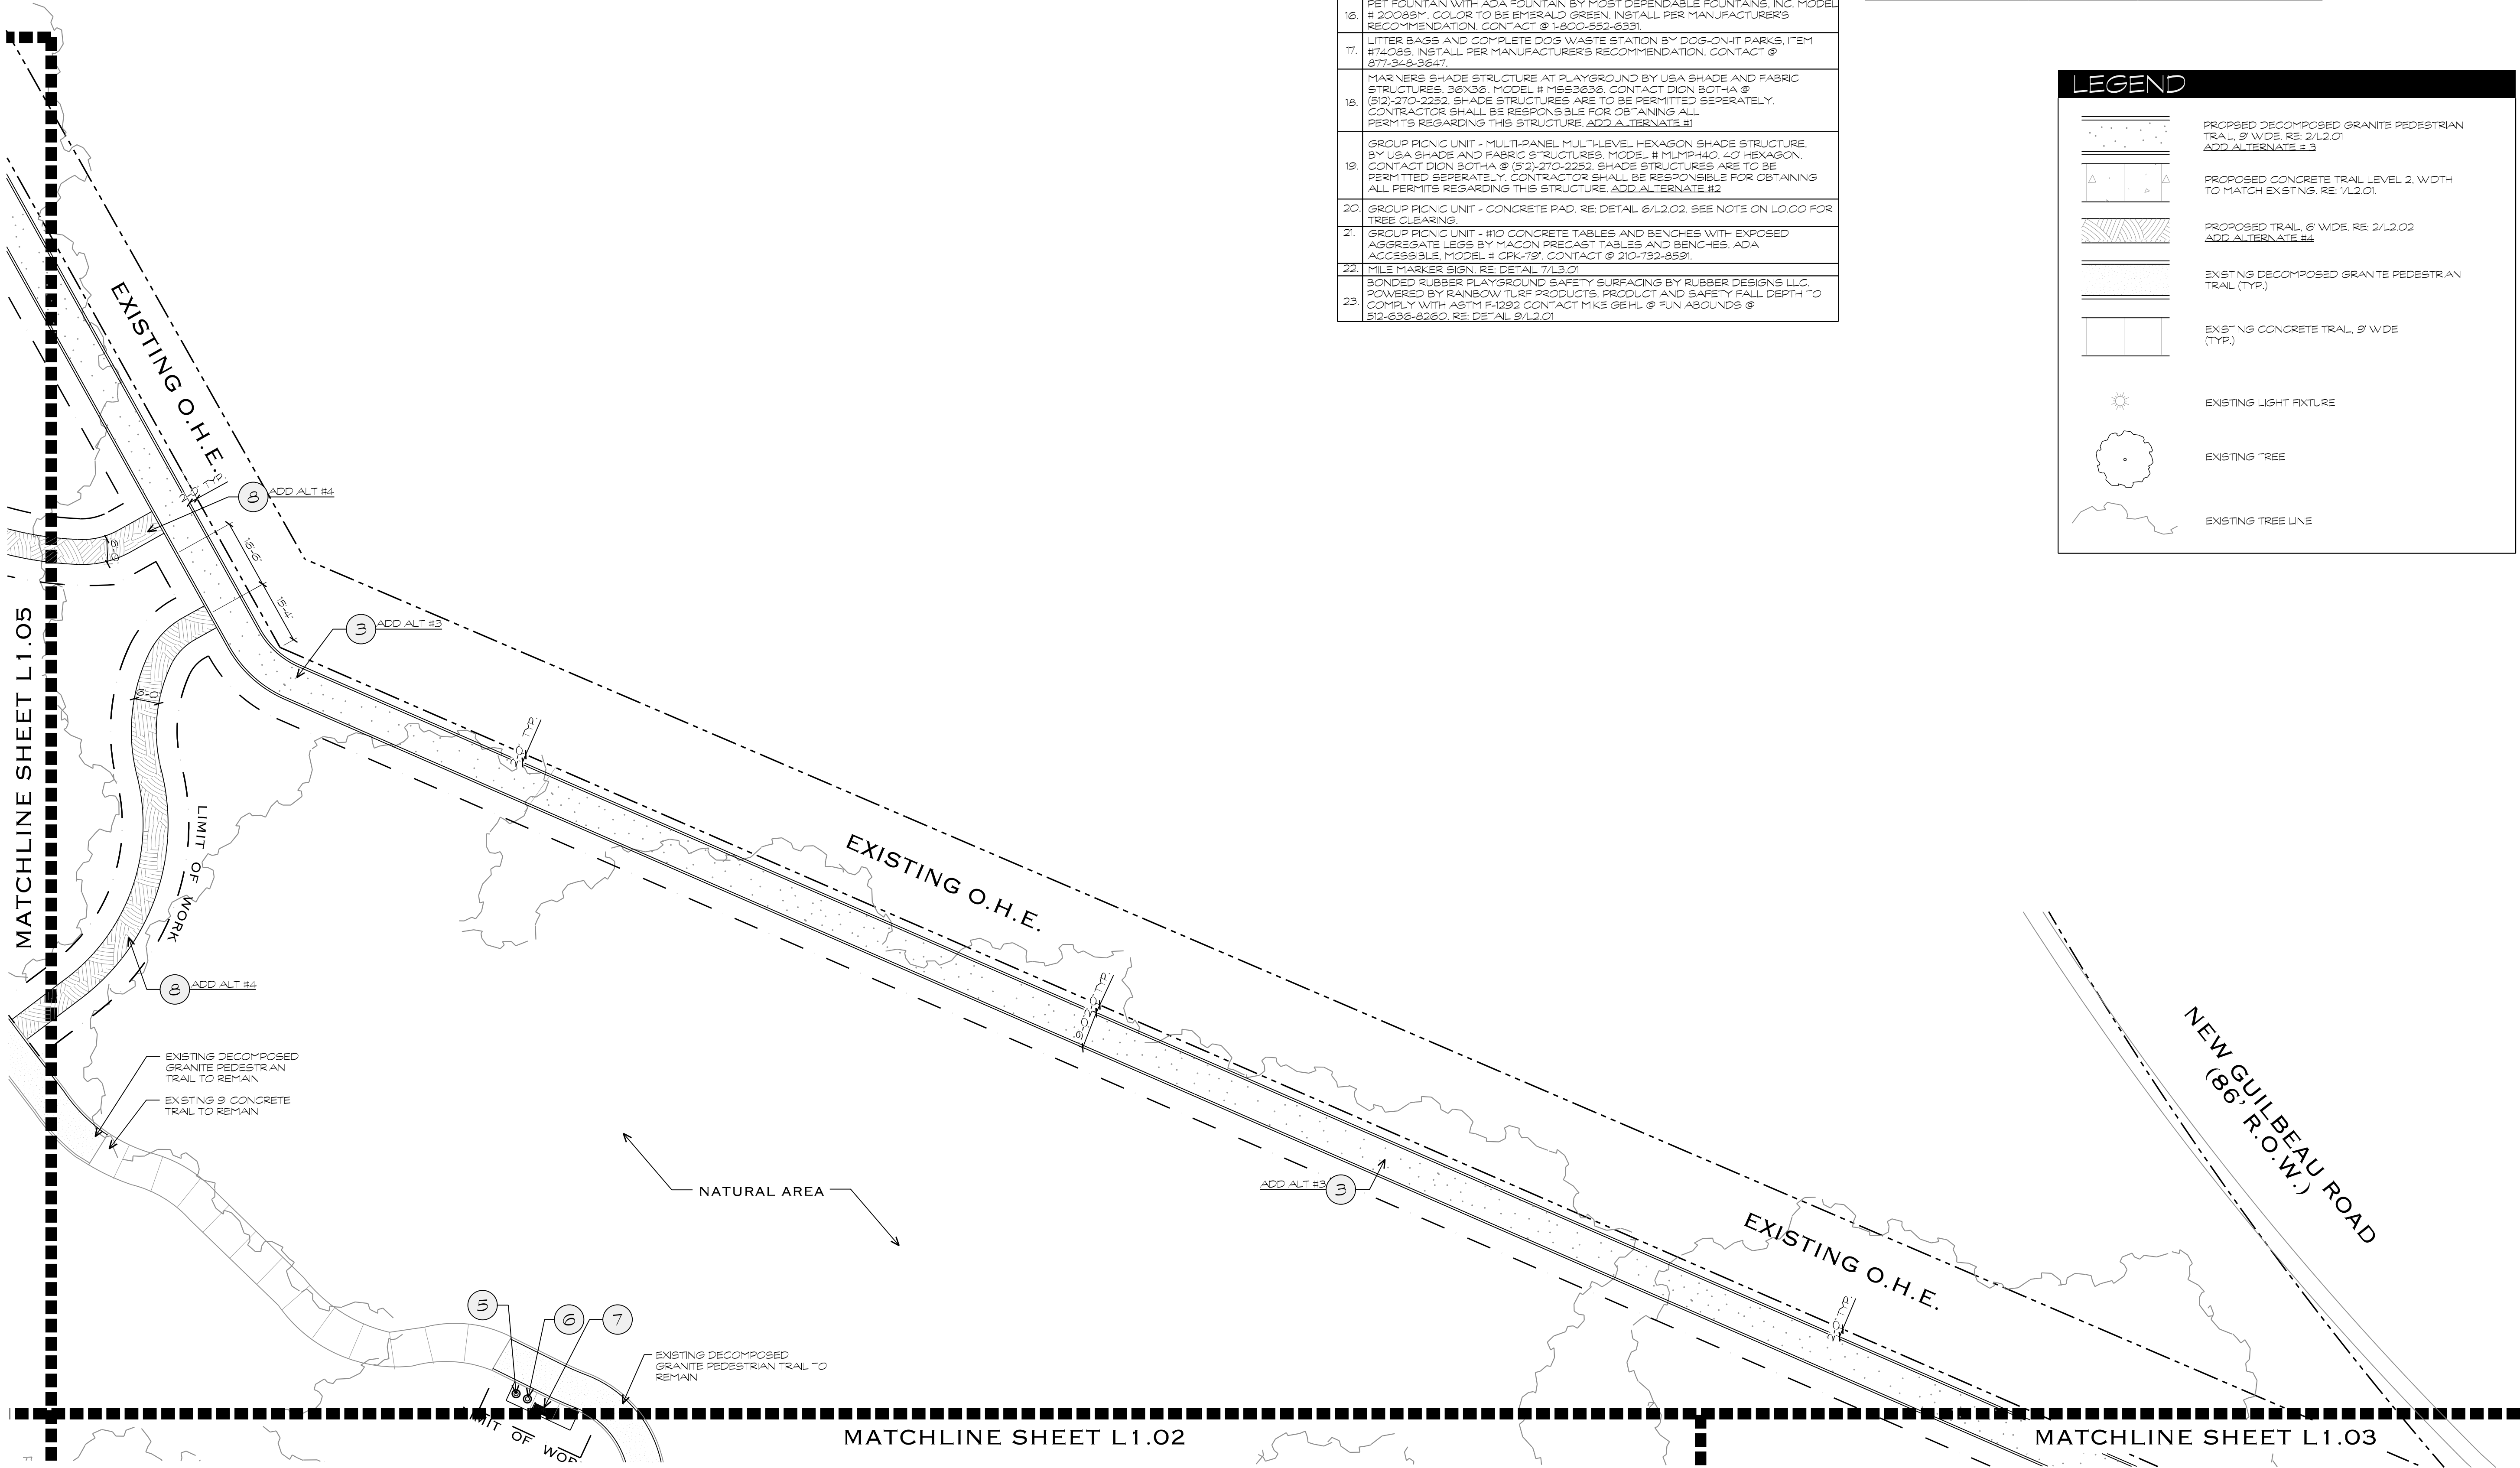 16.
PET FOUNTAIN WITH ADA FOUNTAIN BY MOST DEPENDABLE FOUNTAINS, INC. MODEL
# 2008SM. COLOR TO BE EMERALD GREEN. INSTALL PER MANUFACTURER'S
RECOMMENDATION. CONTACT @ 1-800-552-6331.
17.
LITTER BAGS AND COMPLETE DOG WASTE STATION BY DOG-ON-IT PARKS, ITEM
#7408S, INSTALL PER MANUFACTURER'S RECOMMENDATION. CONTACT @
877-348-3647.
18.
MARINERS SHADE STRUCTURE AT PLAYGROUND BY USA SHADE AND FABRIC
STRUCTURES. 36'X36'. MODEL # MSS3636. CONTACT DION BOTHA @
(512)-270-2252. SHADE STRUCTURES ARE TO BE PERMITTED SEPERATELY.
CONTRACTOR SHALL BE RESPONSIBLE FOR OBTAINING ALL
PERMITS REGARDING THIS STRUCTURE. ADD ALTERNATE #1
19.
GROUP PICNIC UNIT - MULTI-PANEL MULTI-LEVEL HEXAGON SHADE STRUCTURE.
BY USA SHADE AND FABRIC STRUCTURES. MODEL # MLMPH40. 40' HEXAGON.
CONTACT DION BOTHA @ (512)-270-2252. SHADE STRUCTURES ARE TO BE
PERMITTED SEPERATELY. CONTRACTOR SHALL BE RESPONSIBLE FOR OBTAINING
ALL PERMITS REGARDING THIS STRUCTURE. ADD ALTERNATE #2
20.
GROUP PICNIC UNIT - CONCRETE PAD. RE: DETAIL 6/L2.02. SEE NOTE ON L0.00 FOR
TREE CLEARING.
21.
GROUP PICNIC UNIT - #10 CONCRETE TABLES AND BENCHES WITH EXPOSED
AGGREGATE LEGS BY MACON PRECAST TABLES AND BENCHES. ADA
ACCESSIBLE, MODEL # CPK-79". CONTACT @ 210-732-8591.
22.
MILE MARKER SIGN. RE: DETAIL 7/L3.01
23.
BONDED RUBBER PLAYGROUND SAFETY SURFACING BY RUBBER DESIGNS LLC.
POWERED BY RAINBOW TURF PRODUCTS. PRODUCT AND SAFETY FALL DEPTH TO
COMPLY WITH ASTM F-1292 CONTACT MIKE GEIHL @ FUN ABOUNDS @
512-636-8260. RE: DETAIL 9/L2.01
LEGEND
PROPSED DECOMPOSED GRANITE PEDESTRIAN
TRAIL, 9' WIDE. RE: 2/L2.01
ADD ALTERNATE # 3
PROPOSED CONCRETE TRAIL LEVEL 2, WIDTH
TO MATCH EXISTING. RE: 1/L2.01.
PROPOSED TRAIL, 6' WIDE. RE: 2/L2.02
ADD ALTERNATE #4
EXISTING DECOMPOSED GRANITE PEDESTRIAN
TRAIL (TYP.)
EXISTING CONCRETE TRAIL, 9' WIDE
(TYP.)
EXISTING LIGHT FIXTURE
EXISTING TREE
EXISTING TREE LINE
EXISTING O.H.E.
TYP.
8
ADD ALT #4
6'-0"
16'-6"
15'-4"
3
ADD ALT #3
MATCHLINE SHEET L1.05
6'-0"
LIMIT OF WORK
8
ADD ALT #4
EXISTING O.H.E.
EXISTING DECOMPOSED
GRANITE PEDESTRIAN
TRAIL TO REMAIN
EXISTING 9' CONCRETE
TRAIL TO REMAIN
NATURAL AREA
ADD ALT #3
3
EXISTING O.H.E.
NEW GUILBEAU ROAD
(86' R.O.W.)
5
6
7
EXISTING DECOMPOSED
GRANITE PEDESTRIAN TRAIL TO
REMAIN
OF
MATCHLINE SHEET L1.02
MATCHLINE SHEET L1.03